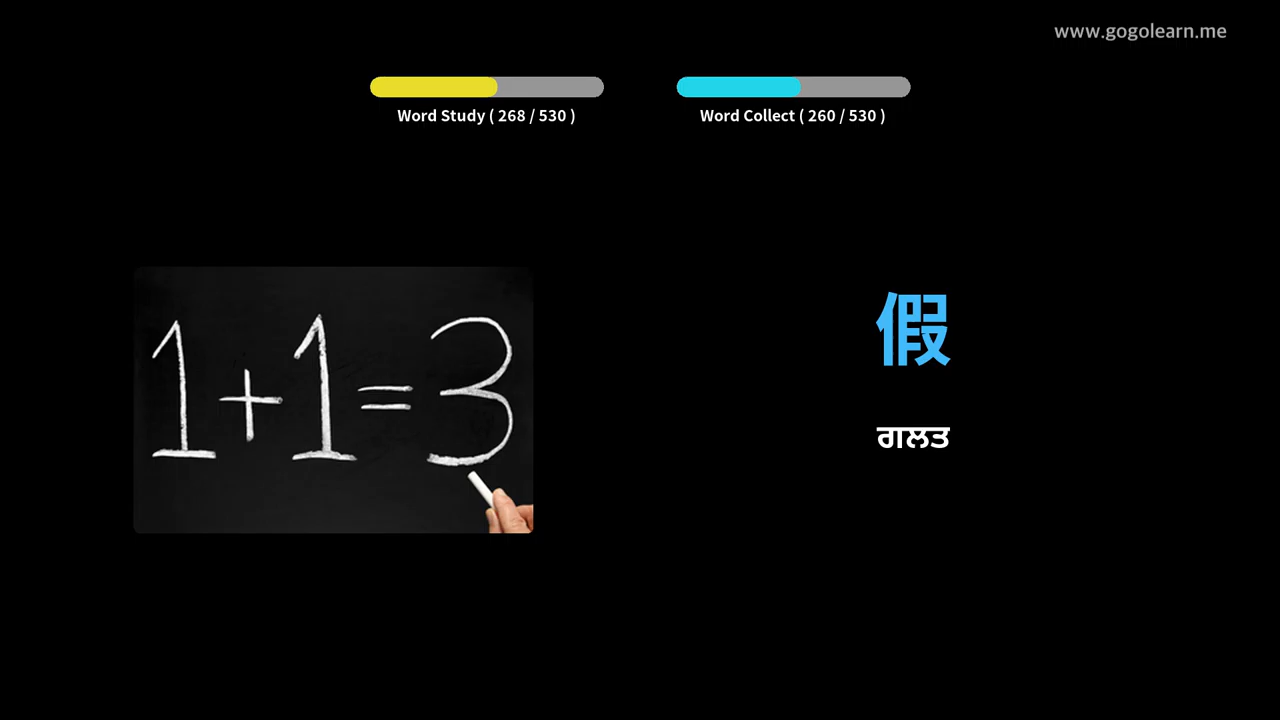 www.gogolearn.me
Word Study ( 268 / 530 )
Word Collect ( 260 / 530 )
1+1=3
假
ਗਲਤ